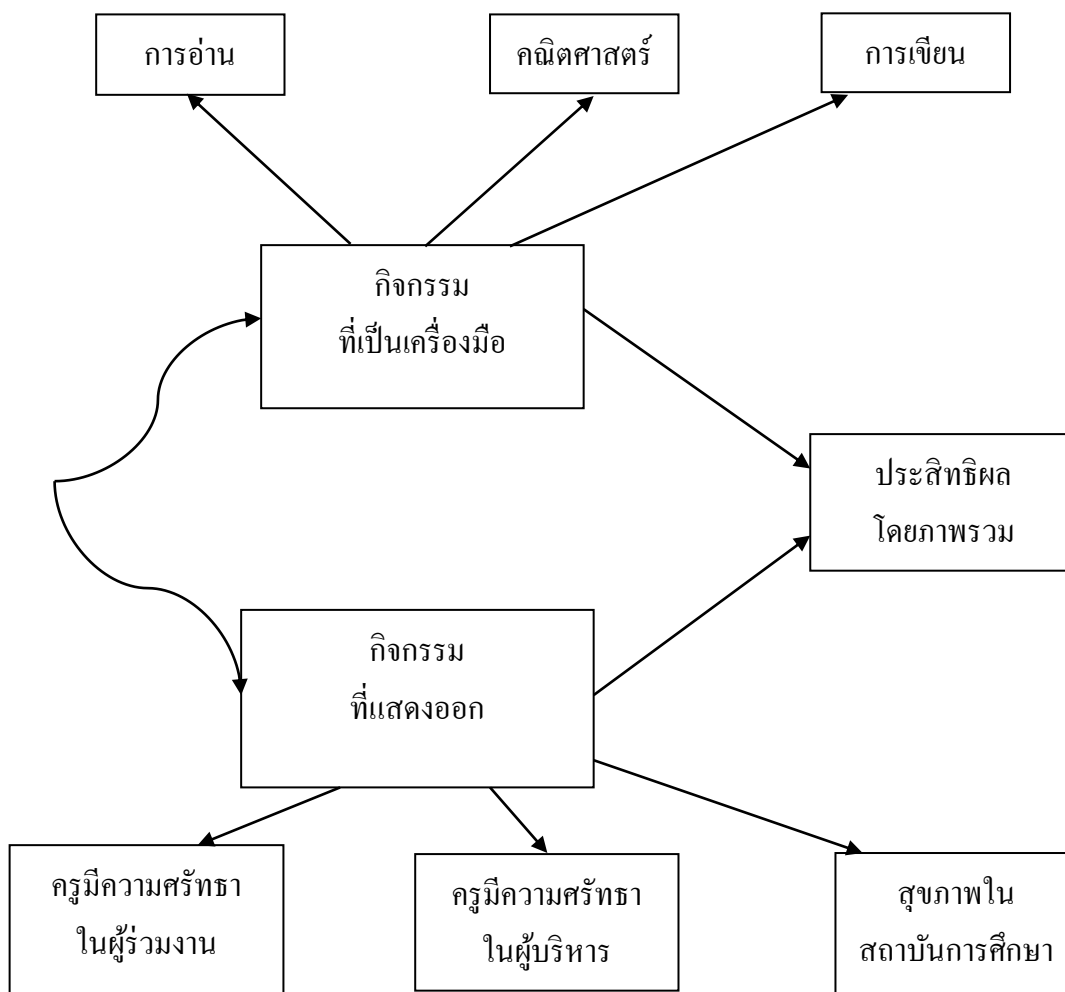 การอ่าน
คณิตศาสตร์
การเขียน
กิจกรรม
ที่เป็นเครื่องมือ
ประสิทธิผล
โดยภาพรวม
กิจกรรม
ที่แสดงออก
ครูมีความศรัทธา
ในผู้ร่วมงาน
ครูมีความศรัทธา
ในผู้บริหาร
สุขภาพใน
สถาบันการศึกษา